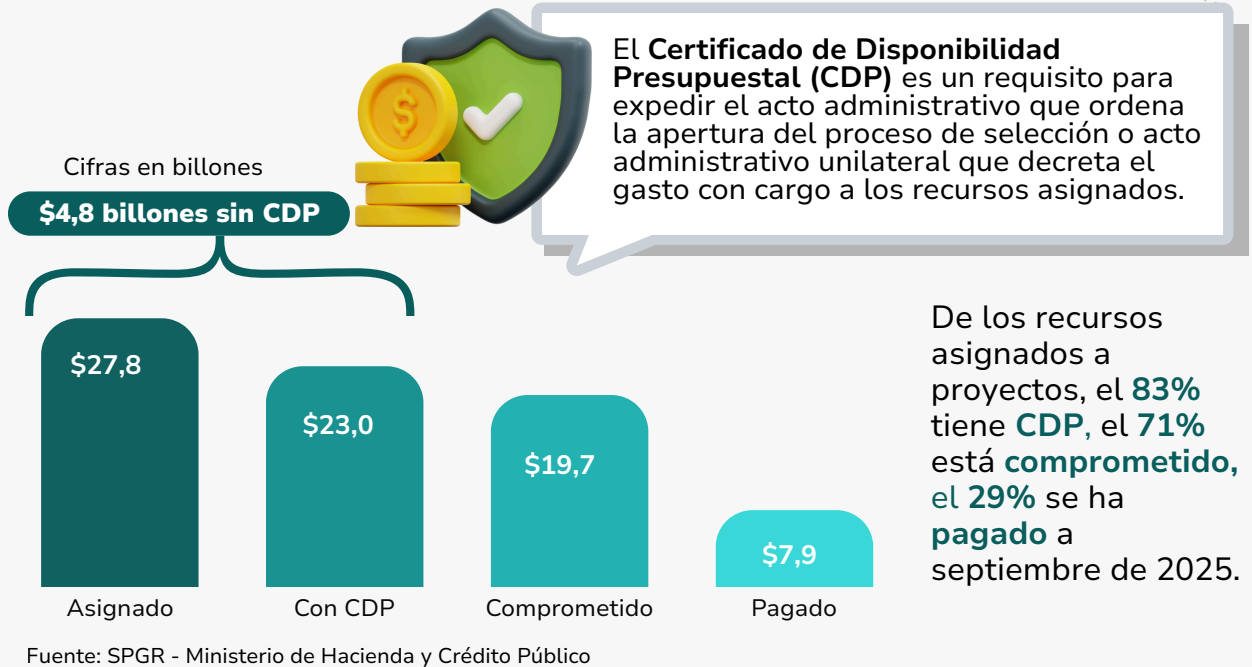 El Certificado de Disponibilidad
Presupuestal (CDP) es un requisito para
expedir el acto administrativo que ordena
la apertura del proceso de selección o acto
administrativo unilateral que decreta el
gasto con cargo a los recursos asignados.
Cifras en billones
$4,8 billones sin CDP
$
$27,8
$23,0
$19,7
$7,9
Asignado
Con CDP
Comprometido
Pagado
De los recursos
asignados a
proyectos, el 83%
tiene CDP, el 71%
está comprometido,
el 29% se ha
pagado a
septiembre de 2025.
Fuente: SPGR - Ministerio de Hacienda y Crédito Público